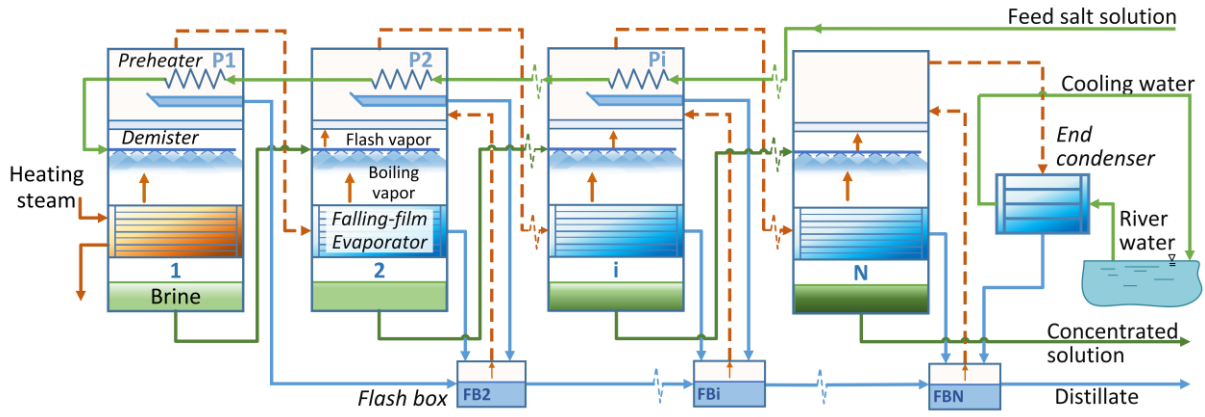 Feed salt solution
Preheater P1
P2
Pi
Cooling water
Demister
Flash vapor
End
condenser
Heating
steam
Boiling
vapor
Falling-film
Evaporator
River
water
1
2
i
N
Brine
Concentrated
solution
Flash box
FB2
FBi
FBN
Distillate